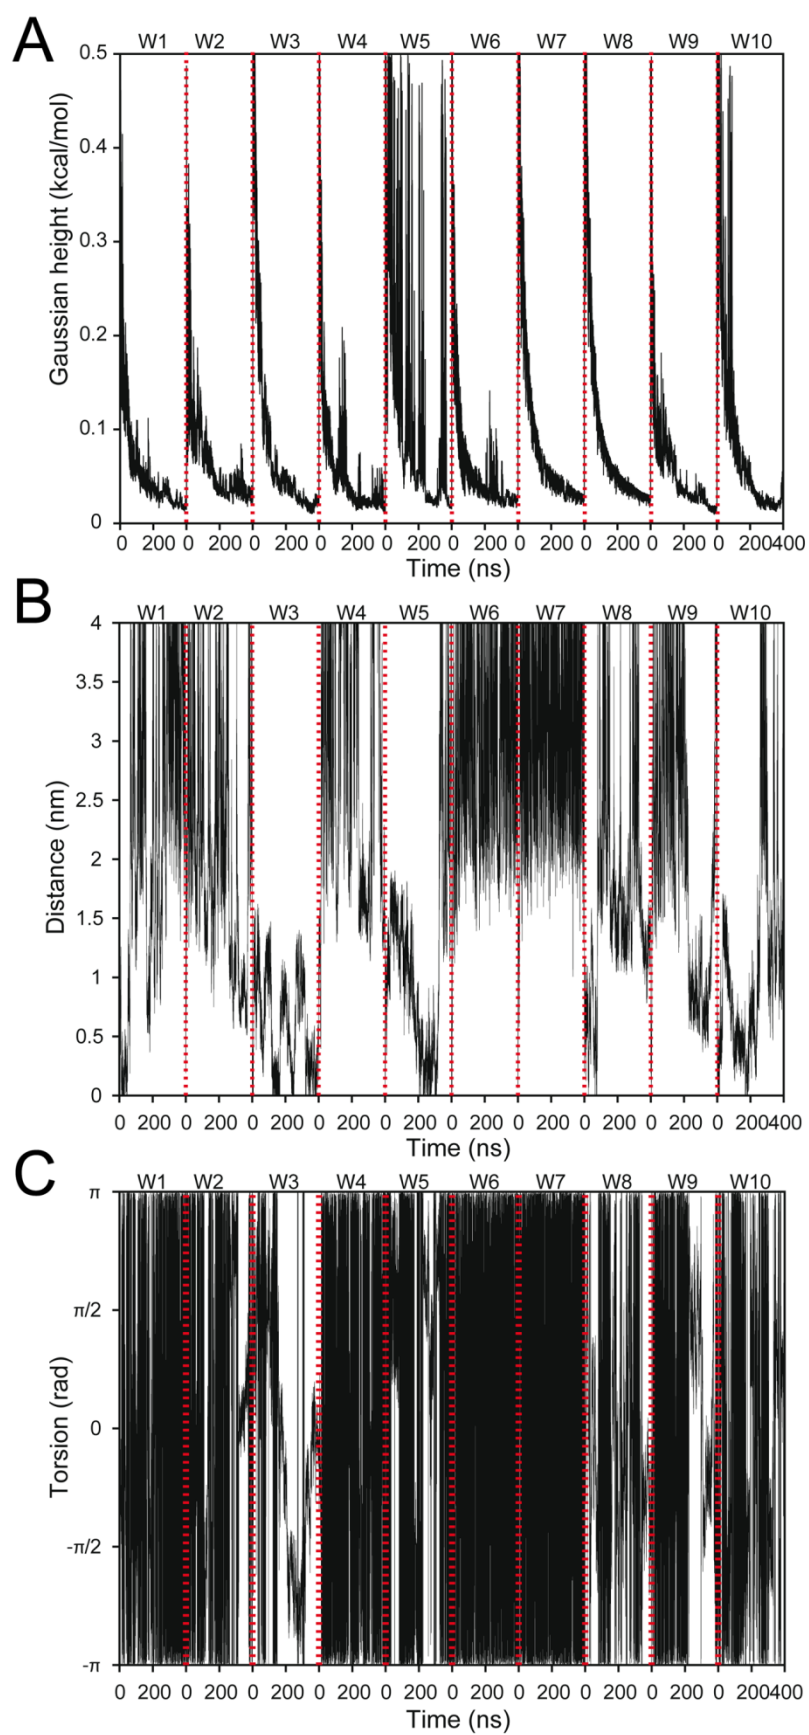 A
W1 W2 W3 W4 W5 W6 W7 W8 W9 W10
0.5
0.4
0.3
0.2
0.1
0
Gaussian height (kcal/mol)
0 200 0 200 0 200 0 200 0 200 0 200 0 200 0 200 0 200 0 200 400
Time (ns)
B
W1 W2 W3 W4 W5 W6 W7 W8 W9 W10
4
3.5
3
2.5
2
1.5
1
0.5
0
Distance (nm)
0 200 0 200 0 200 0 200 0 200 0 200 0 200 0 200 0 200 0 200 400
Time (ns)
C
W1 W2 W3 W4 W5 W6 W7 W8 W9 W10
π
π/2
0
-π/2
-π
Torsion (rad)
0 200 0 200 0 200 0 200 0 200 0 200 0 200 0 200 0 200 0 200 400
Time (ns)